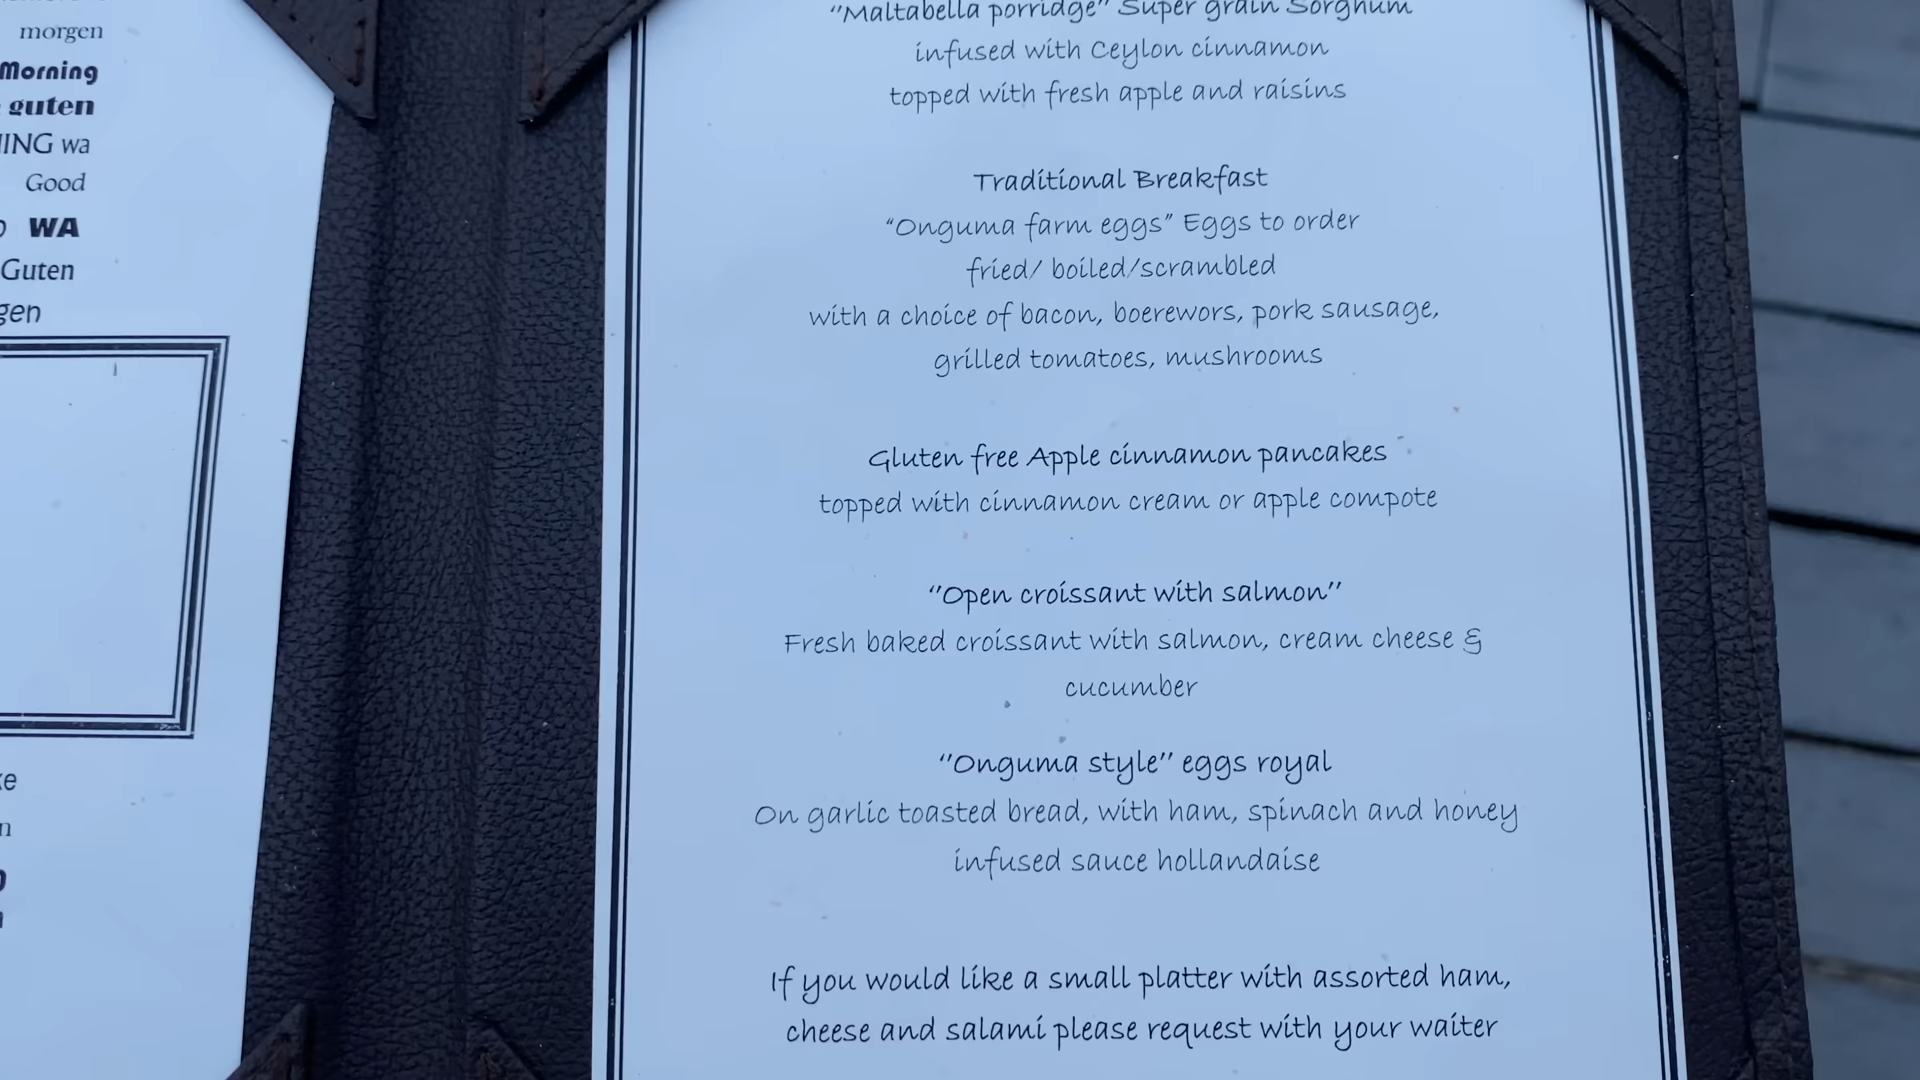 morgen
Morning
guten
wa
Good
WA
Guten
"Maltabella porridge" Super grain Sorghum
infused with Ceylon cinnamon
topped with fresh apple and raisins
Traditional Breakfast
"Onguma farm eggs" Eggs to order
fried/ boiled/scrambled
with a choice of bacon, boerewors, pork sausage,
grilled tomatoes, mushrooms
Gluten free Apple cinnamon pancakes
topped with cinnamon cream or apple compote
"Open croissant with salmon"
Fresh baked croissant with salmon, cream cheese &
cucumber
"Onguma style" eggs royal
On garlic toasted bread, with ham, spinach and honey
infused sauce hollandaise
If you would like a small platter with assorted ham,
cheese and salami please request with your waiter